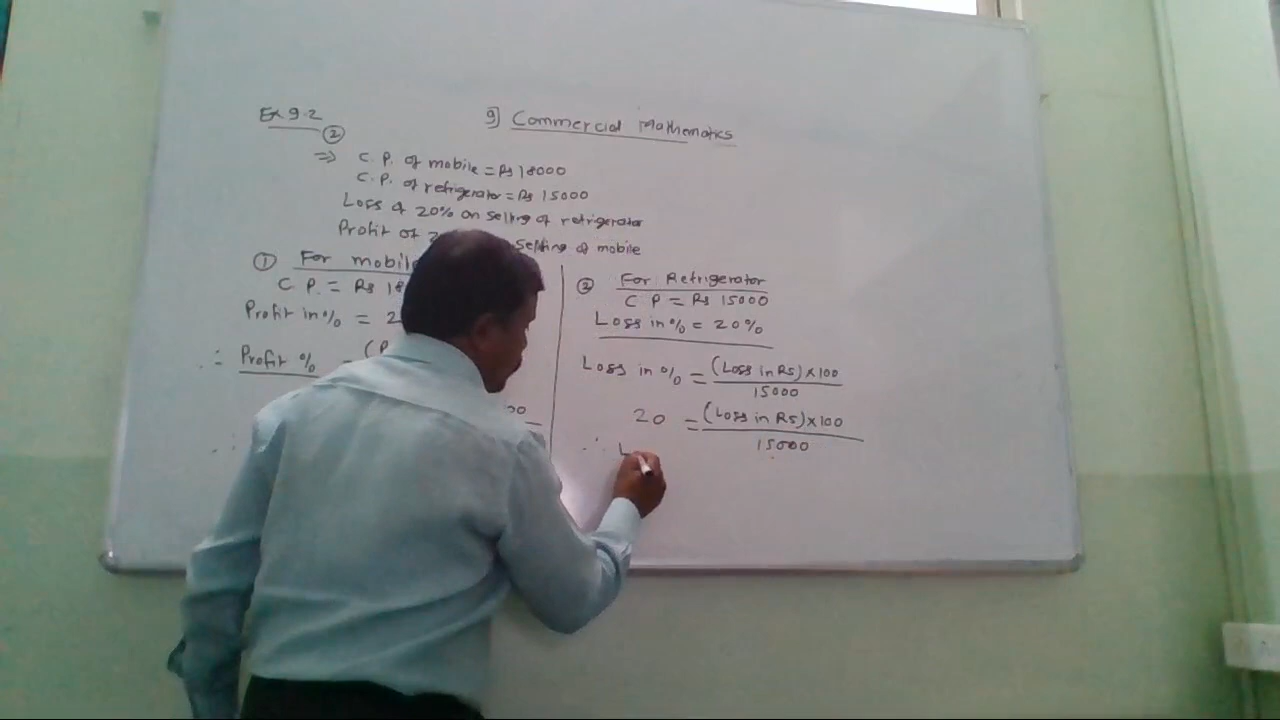 Ex 9.2
9] Commercial Mathematics
②
⇒ C.P. of mobile = Rs 18000
C.P. of refrigerator = Rs 15000
Loss of 20% on selling of refrigerator
Profit of 2 selling of mobile
① For mobile
C P. = Rs 18
Profit in % = 2
∴ Profit % = (P
00
∴
② For Refrigerator
C P = Rs 15000
Loss in % = 20%
Loss in % = (Loss in Rs) x 100
15000
20 = (Loss in Rs) x 100
15000
∴ L